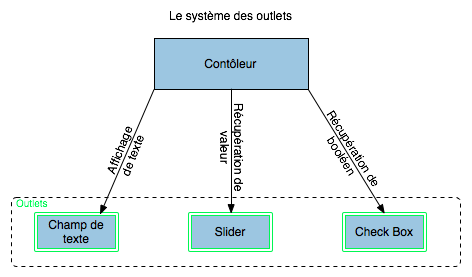 Le système des outlets
Contôleur
Affichage
de texte
Récupération de
valeur
Récupération de
booléen
Outlets
Champ de
texte
Slider
Check Box